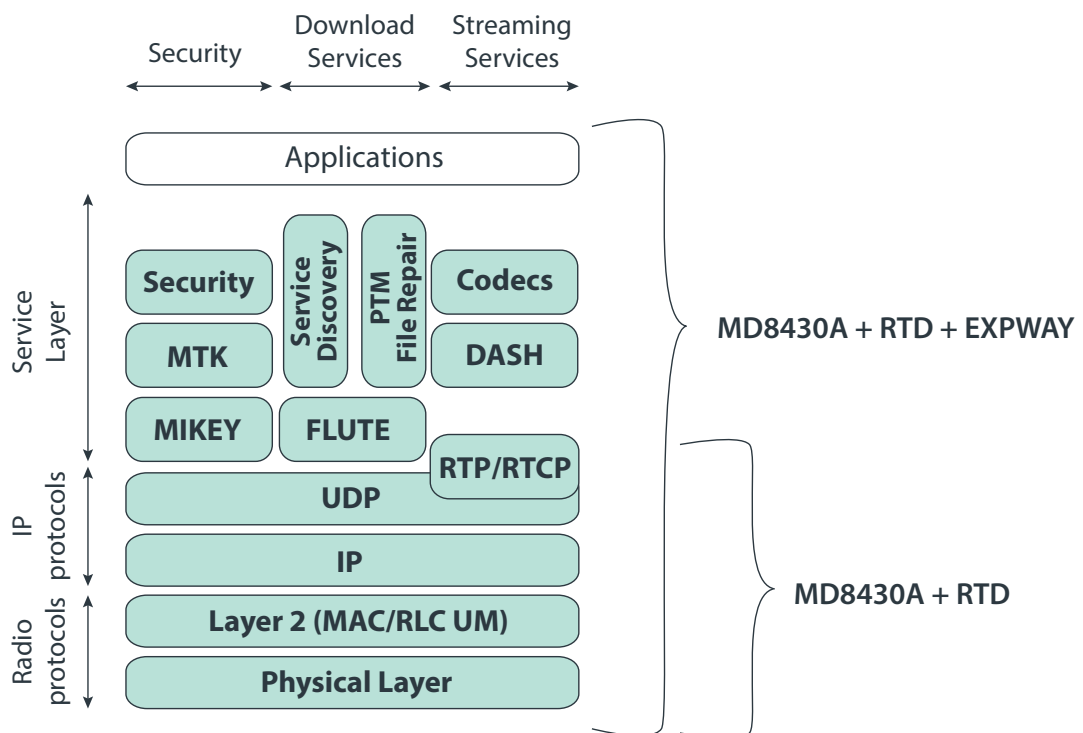 Security
Download
Services
Streaming
Services
Applications
Service
Layer
Security
Service
Discovery
PTM
File Repair
Codecs
MTK
DASH
MIKEY
FLUTE
RTP/RTCP
MD8430A + RTD + EXPWAY
IP
protocols
UDP
IP
Radio
protocols
Layer 2 (MAC/RLC UM)
Physical Layer
MD8430A + RTD